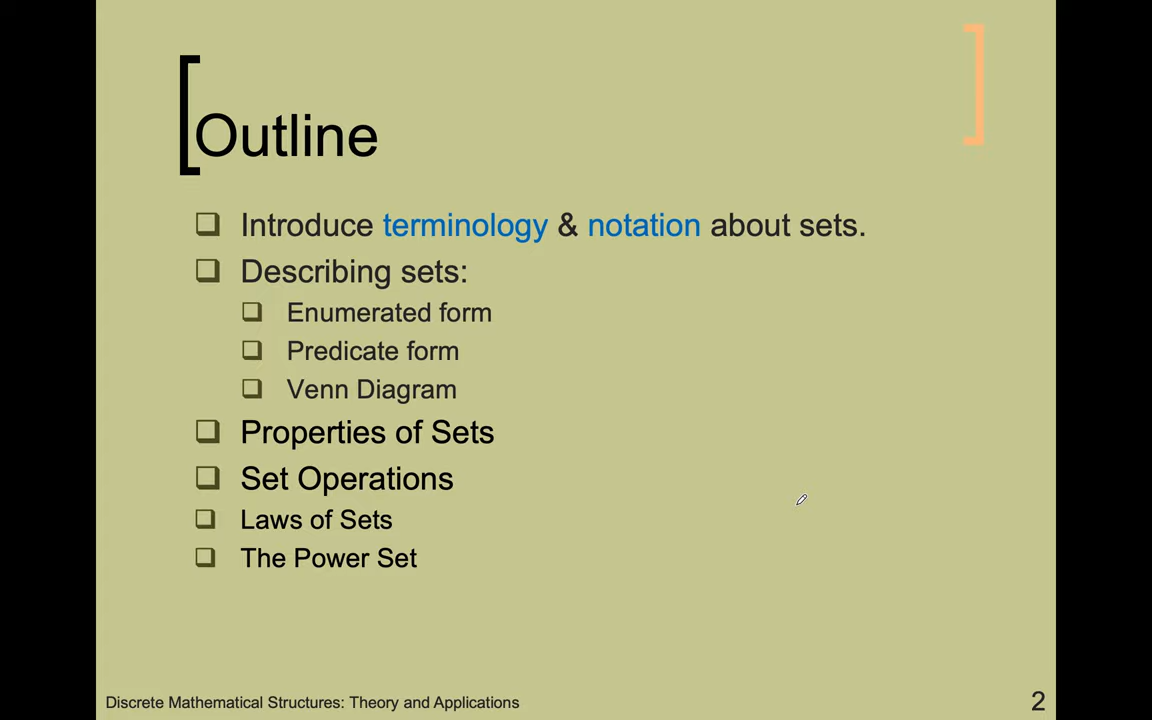 Outline
Introduce terminology & notation about sets.
Describing sets:
Enumerated form
Predicate form
Venn Diagram
Properties of Sets
Set Operations
Laws of Sets
The Power Set
Discrete Mathematical Structures: Theory and Applications
2